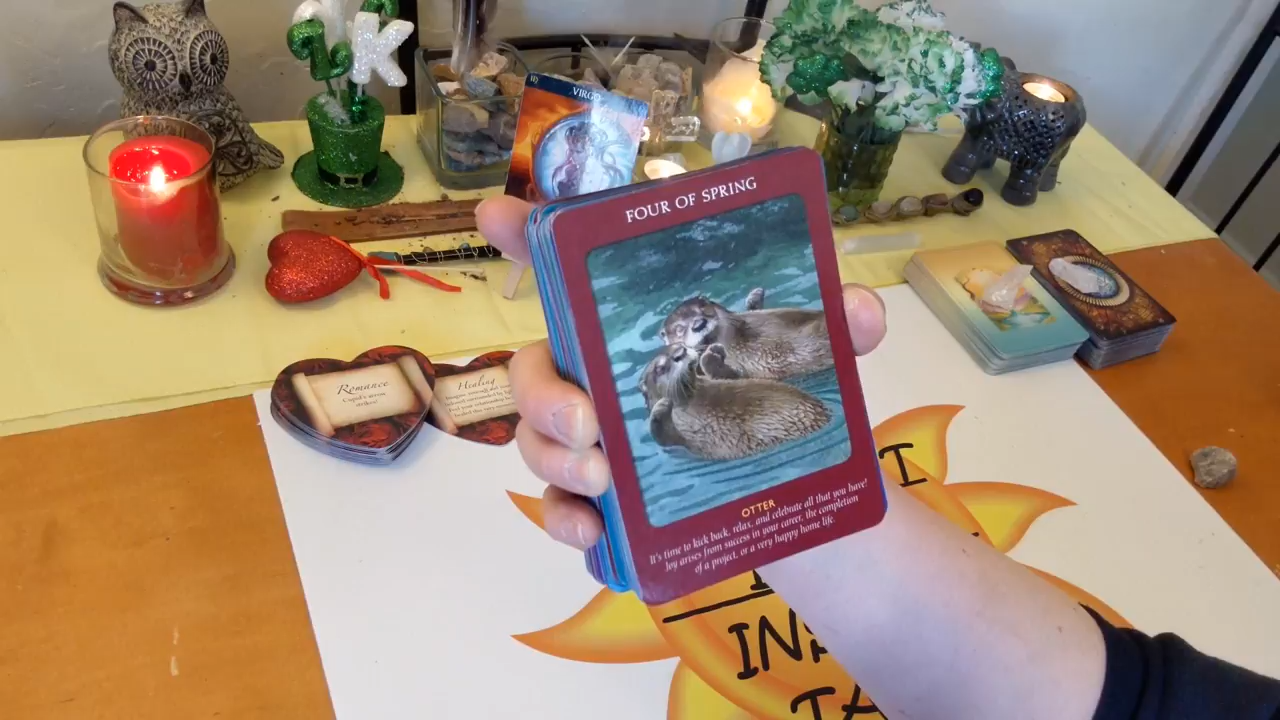 K
VIRGO
FOUR OF SPRING
OTTER
It's time to kick back, relax, and celebrate all that you have!
Joy arises from success in your career, the completion
of a project, or a very happy home life.
Romance
Cupid's arrow
strikes!
Healing
I
TA